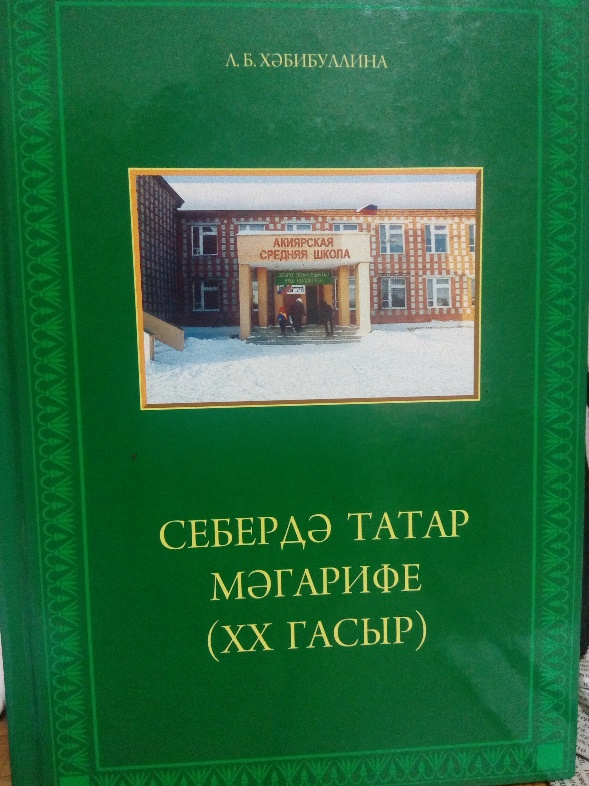 Л. Б. ХӘБИБУЛЛИНА
АКИЯРСКАЯ
СРЕДНЯЯ ШКОЛА
СЕБЕРДӘ ТАТАР
МӘГАРИФЕ
(XX ГАСЫР)